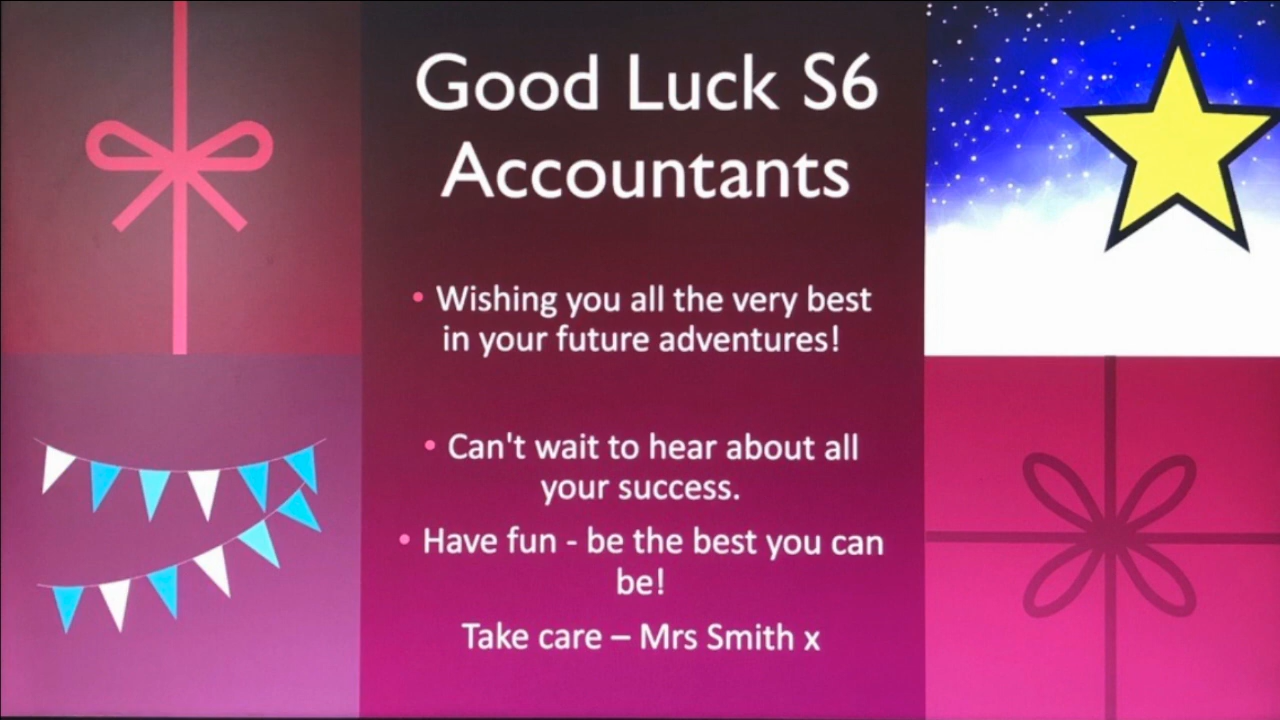 Good Luck S6
Accountants
• Wishing you all the very best
in your future adventures!
• Can't wait to hear about all
your success.
• Have fun - be the best you can
be!
Take care – Mrs Smith x